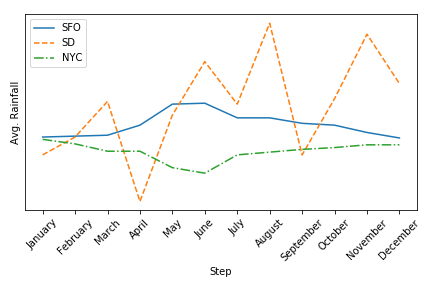 SFO
SD
NYC
Avg. Rainfall
January
February
March
April
May
June
July
August
September
October
November
December
Step